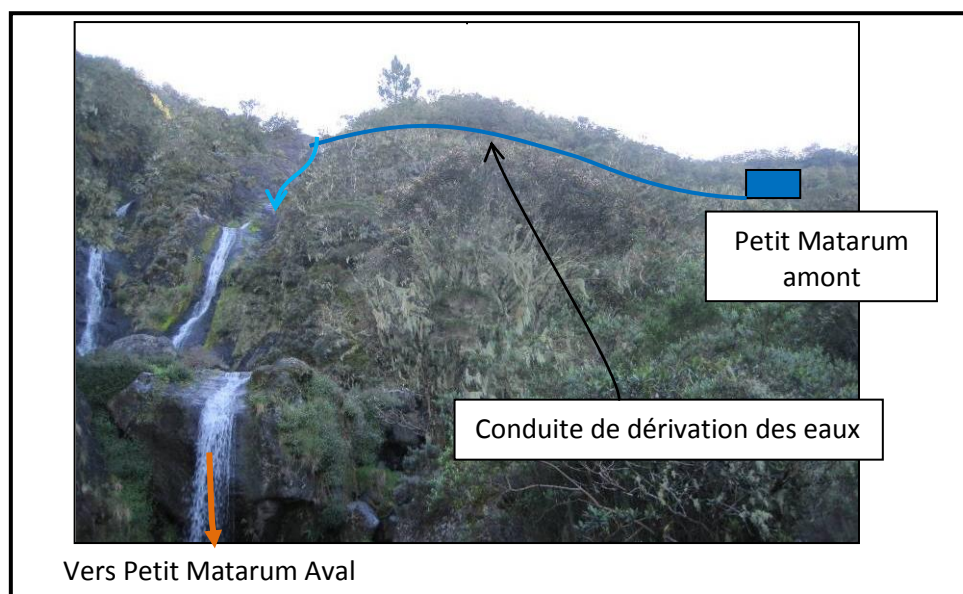 Petit Matarum
amont
Conduite de dérivation des eaux
Vers Petit Matarum Aval